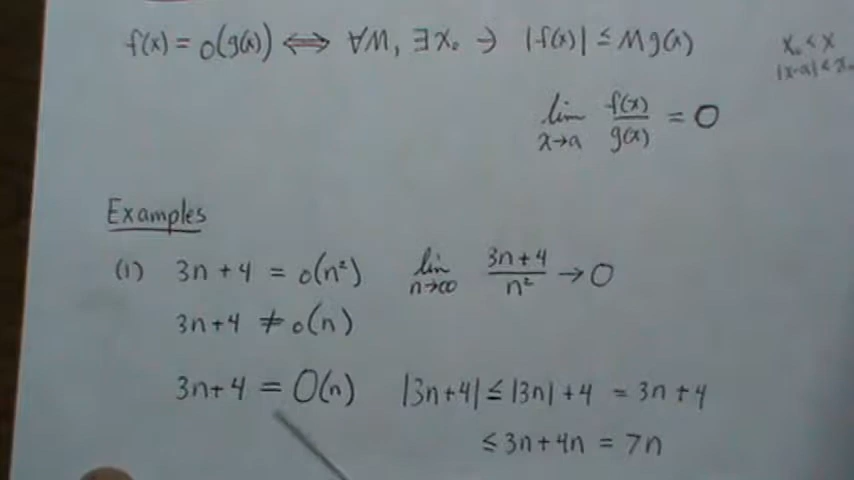 f(x) = o(g(x)) ⟺ ∀M, ∃x₀ → |f(x)| ≤ M g(x)
x₀ < x
|x-a| <
lim x→a f(x)/g(x) = 0
Examples
(1) 3n + 4 = o(n²) lim n→∞ (3n+4)/n² → 0
3n+4 ≠ o(n)
3n+4 = O(n) |3n+4| ≤ |3n| + 4 = 3n + 4
≤ 3n + 4n = 7n